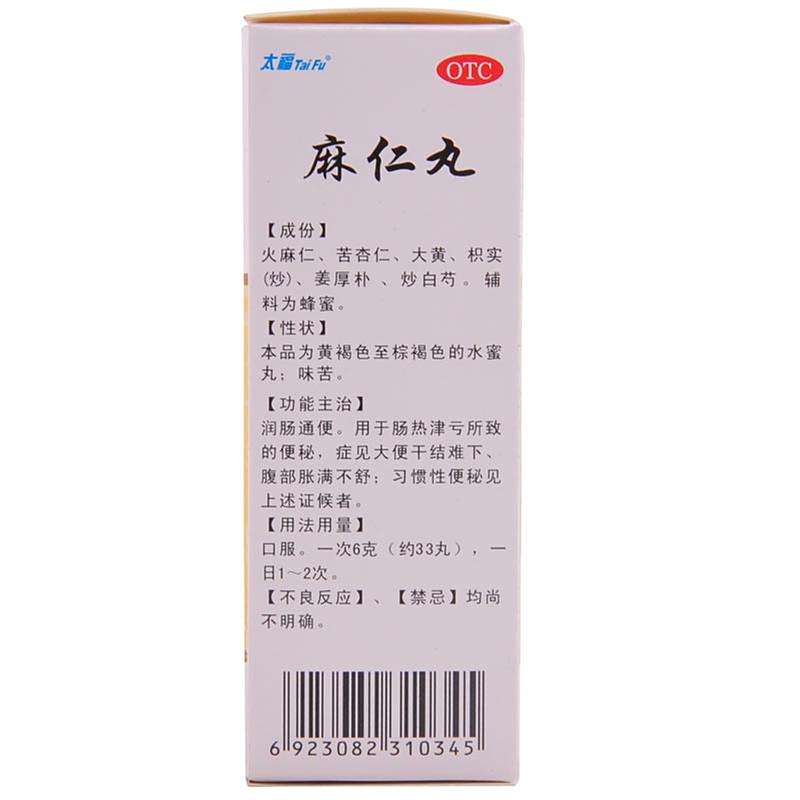 太福Tai Fu®
OTC
麻仁丸
【成份】
火麻仁、苦杏仁、大黄、枳实
(炒)、姜厚朴、炒白芍。辅
料为蜂蜜。
【性状】
本品为黄褐色至棕褐色的水蜜
丸；味苦。
【功能主治】
润肠通便。用于肠热津亏所致
的便秘，症见大便干结难下、
腹部胀满不舒；习惯性便秘见
上述证候者。
【用法用量】
口服。一次6克（约33丸），一
日1～2次。
【不良反应】、【禁忌】均尚
不明确。
6 923082 310345